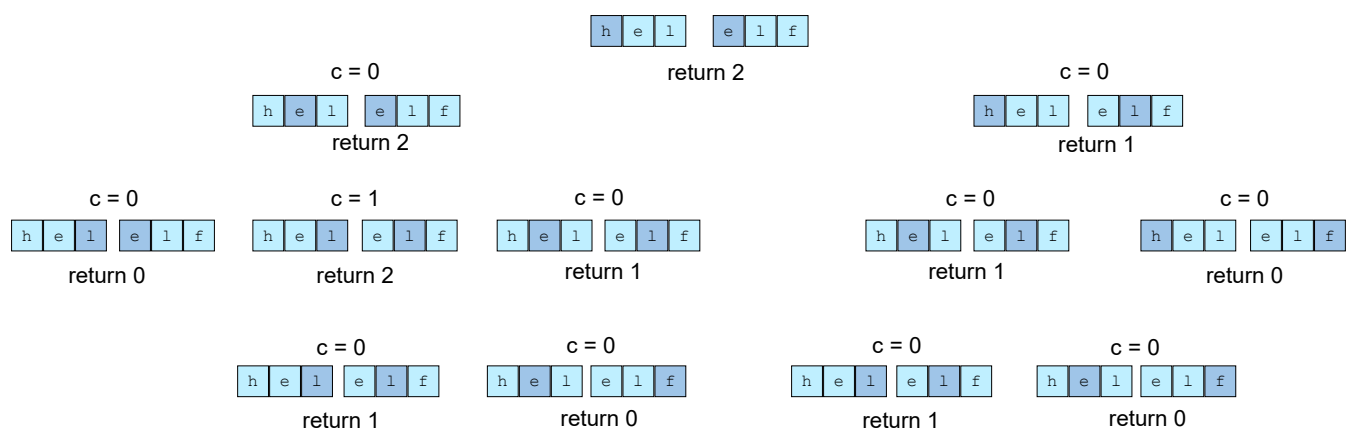 h e l e l f
return 2
c = 0 c = 0
h e l e l f h e l e l f
return 2 return 1
c = 0 c = 1 c = 0 c = 0 c = 0
h e l e l f h e l e l f h e l e l f h e l e l f h e l e l f
return 0 return 2 return 1 return 1 return 0
c = 0 c = 0 c = 0 c = 0
h e l e l f h e l e l f h e l e l f h e l e l f
return 1 return 0 return 1 return 0